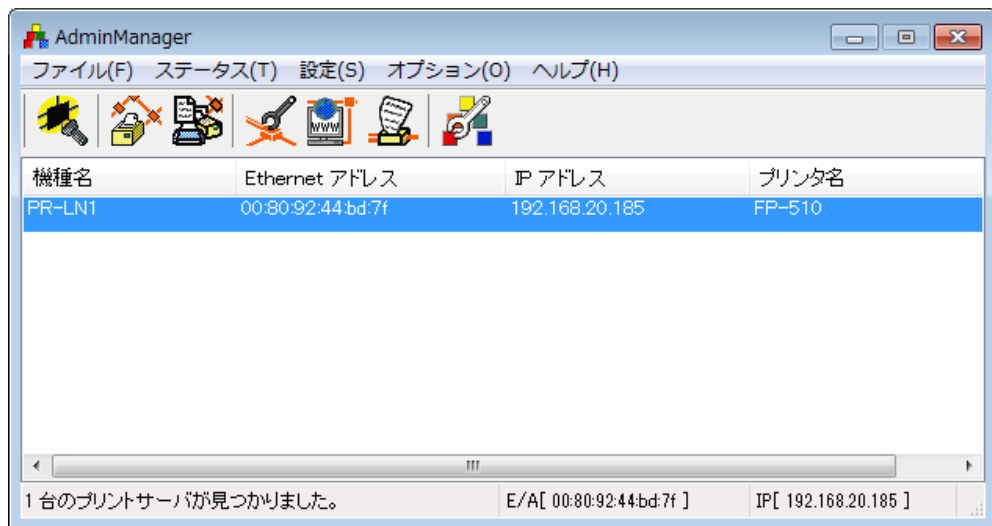 AdminManager
ファイル(F) ステータス(T) 設定(S) オプション(O) ヘルプ(H)
WWW
機種名 Ethernet アドレス IP アドレス プリンタ名
PR-LN1 00:80:92:44:bd:7f 192.168.20.185 FP-510
1 台のプリントサーバが見つかりました。 E/A[ 00:80:92:44:bd:7f ] IP[ 192.168.20.185 ]